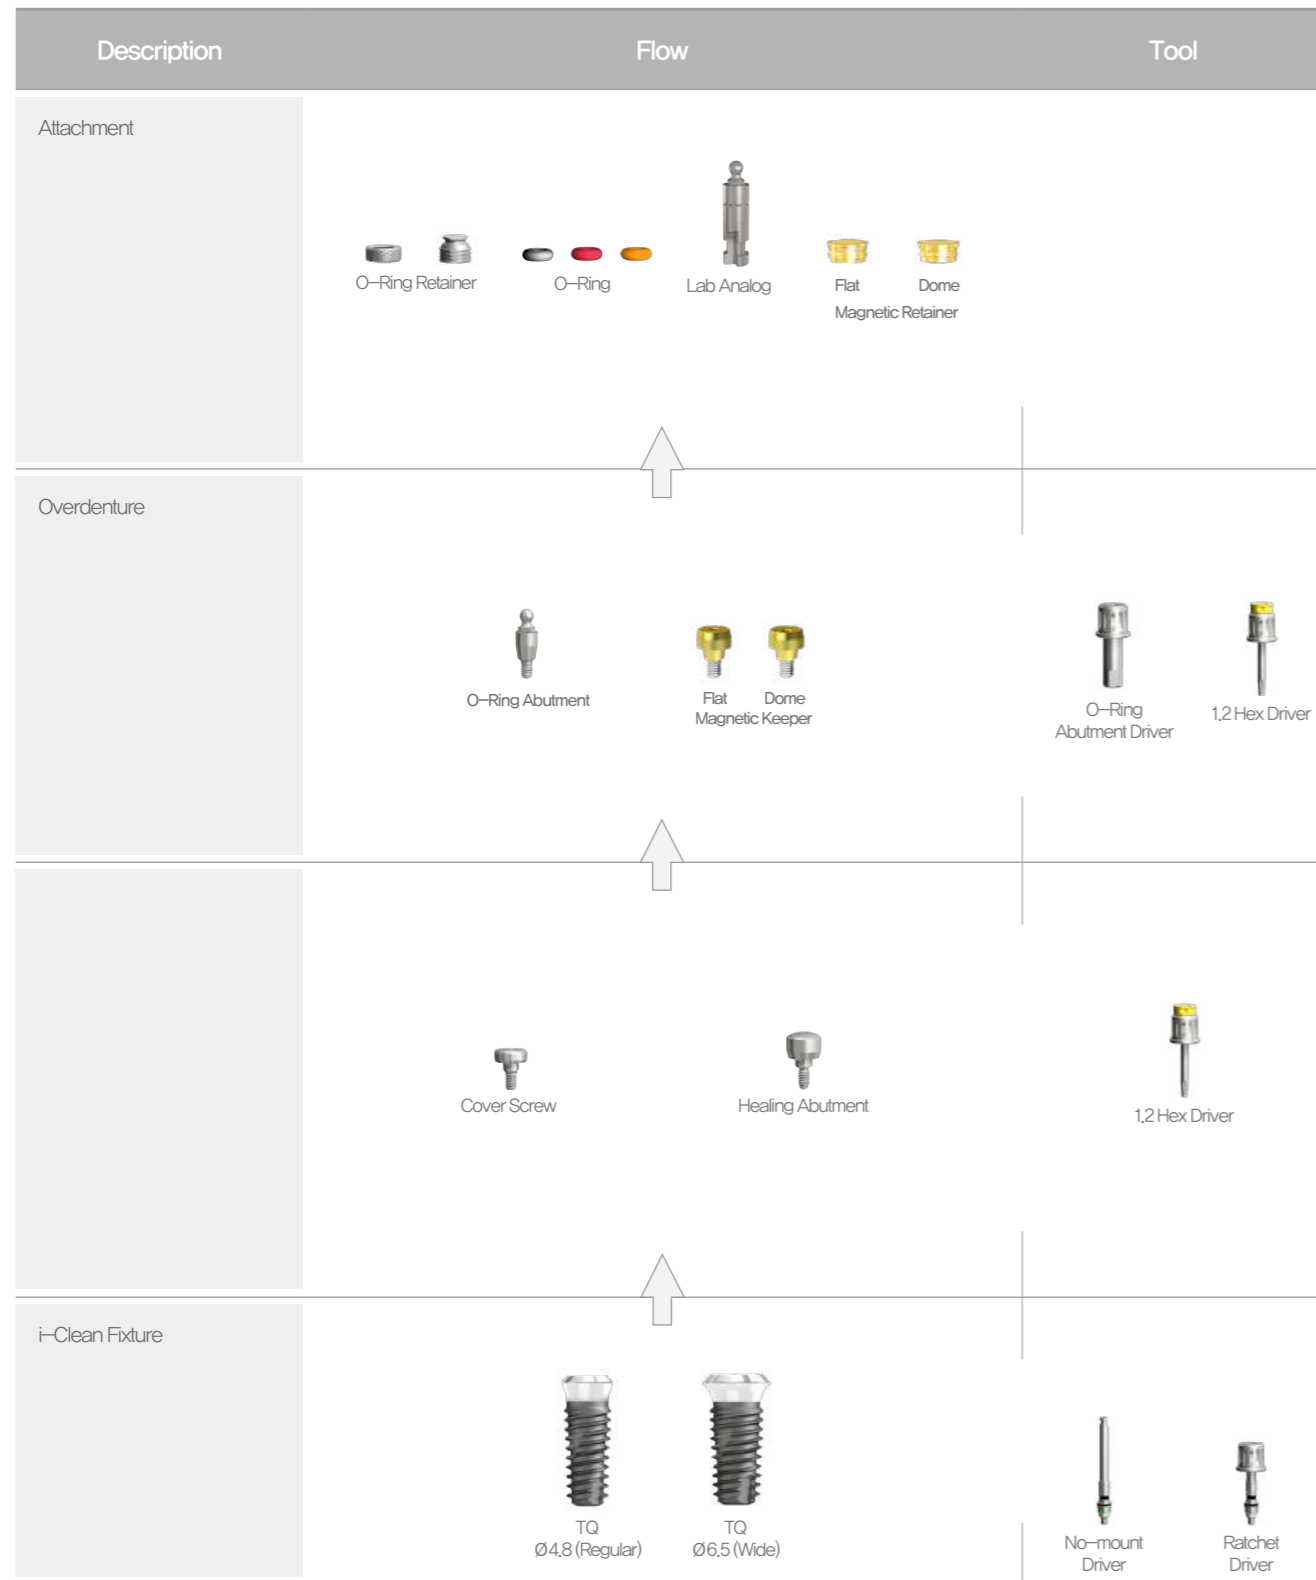 Description Flow Tool
Attachment
O-Ring Retainer O-Ring Lab Analog Flat Dome
Magnetic Retainer
Overdenture
O-Ring Abutment Flat Dome
Magnetic Keeper
O-Ring
Abutment Driver
1.2 Hex Driver
Cover Screw Healing Abutment 1.2 Hex Driver
i-Clean Fixture
TQ
Ø4.8 (Regular)
TQ
Ø6.5 (Wide)
No-mount
Driver
Ratchet
Driver